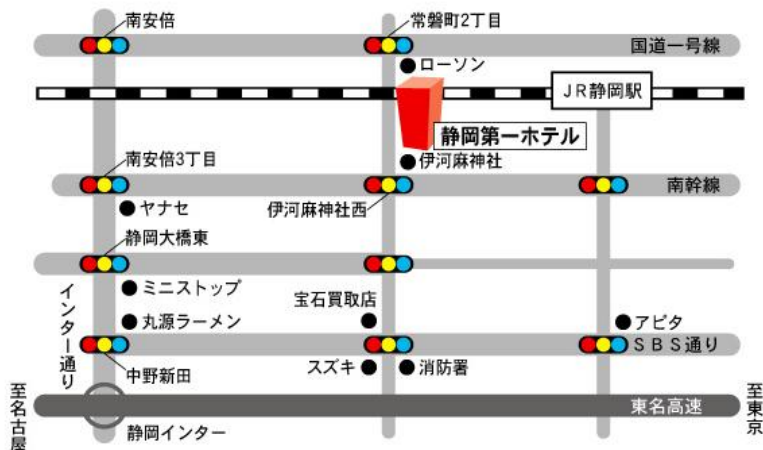 南安倍
常磐町2丁目
国道一号線
ローソン
JR静岡駅
静岡第一ホテル
南安倍3丁目
伊河麻神社
ヤナセ
伊河麻神社西
南幹線
静岡大橋東
ミニストップ
宝石買取店
インター通り
丸源ラーメン
アピタ
SBS通り
中野新田
スズキ
消防署
至名古屋
東名高速
至東京
静岡インター